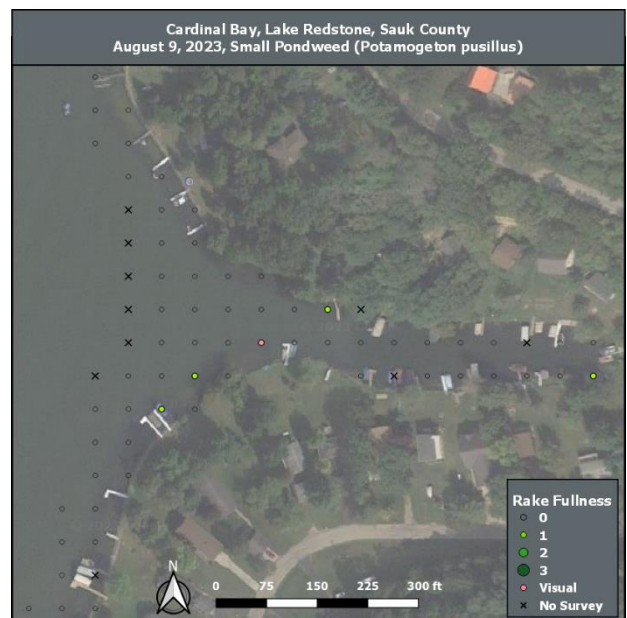 Cardinal Bay, Lake Redstone, Sauk County
August 9, 2023, Small Pondweed (Potamogeton pusillus)
Rake Fullness
0
1
2
3
Visual
No Survey
N
0 75 150 225 300 ft